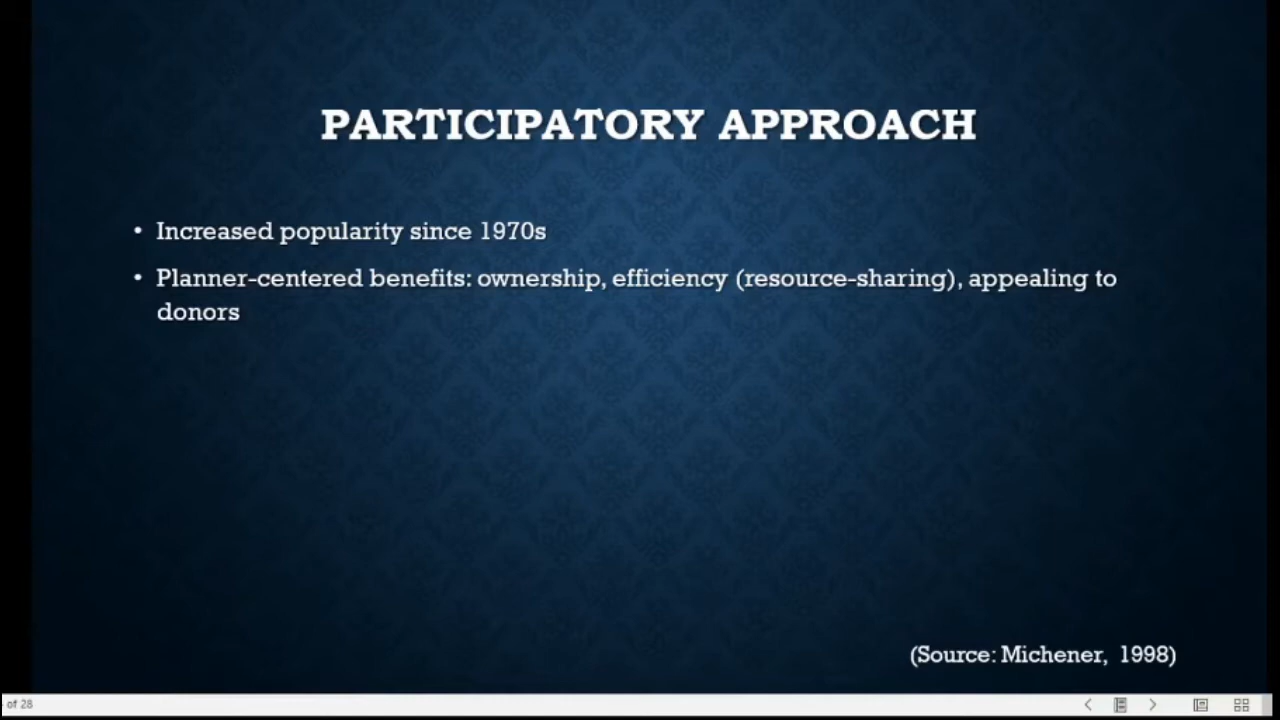 PARTICIPATORY APPROACH
• Increased popularity since 1970s
• Planner-centered benefits: ownership, efficiency (resource-sharing), appealing to
donors
(Source: Michener, 1998)
of 28